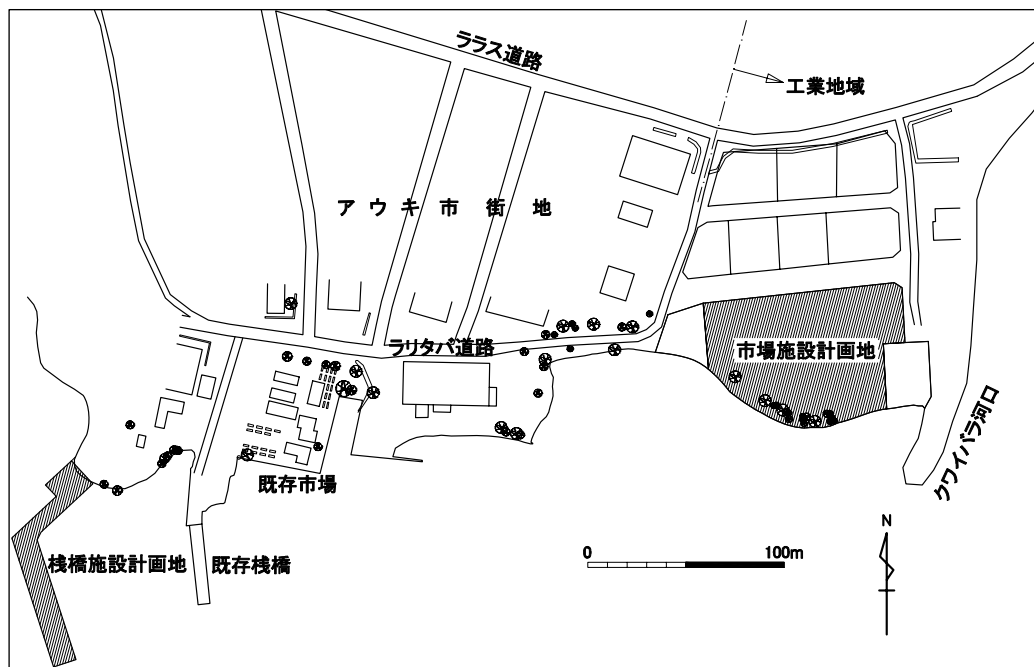 ララス道路
工業地域
アウキ市街地
ラリタパ道路
市場施設計画地
既存市場
クワイバラ河口
桟橋施設計画地
既存桟橋
0 100m
N